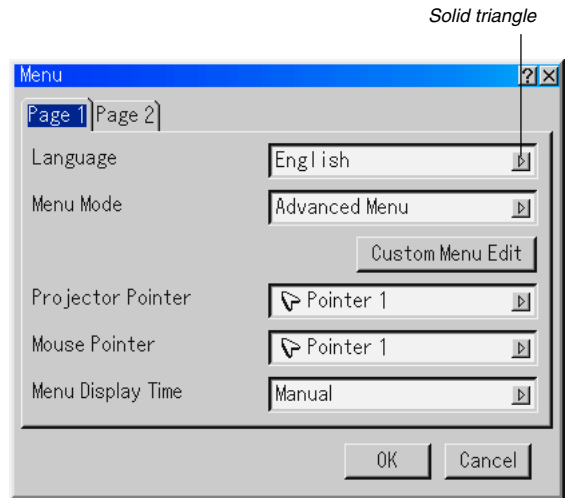 Solid triangle
Menu ? ×
Page 1 Page 2
Language English
Menu Mode Advanced Menu
Custom Menu Edit
Projector Pointer Pointer 1
Mouse Pointer Pointer 1
Menu Display Time Manual
OK Cancel